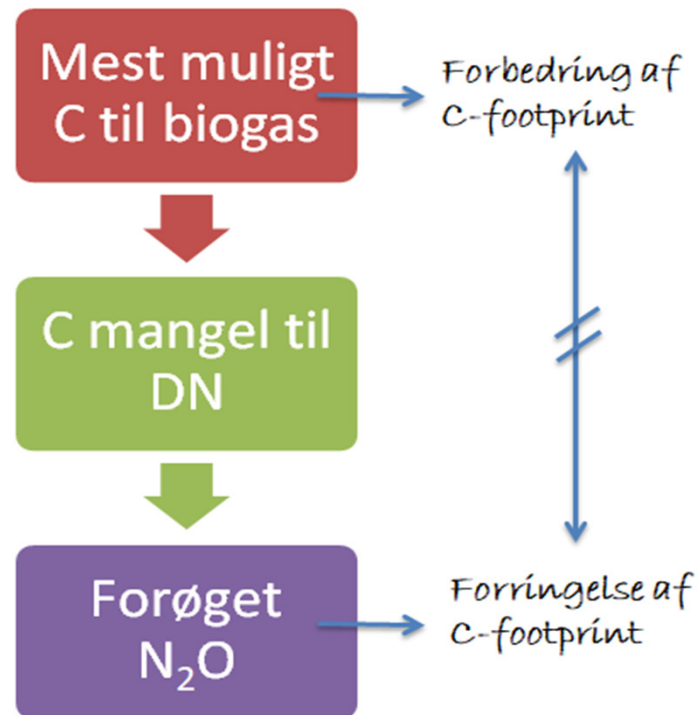 Mest muligt
C til biogas
Forbedring af
C-footprint
C mangel til
DN
Forøget
N₂O
Forringelse af
C-footprint